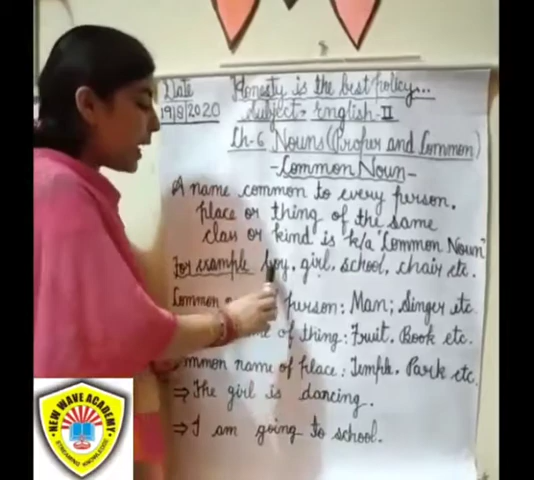 Honesty is the best policy...
Date
19/8/2020
Subject - English-II
Ch-6 Nouns (Proper and Common)
-Common Noun-
A name common to every person,
place or thing of the same
class or kind is k/a "Common Noun"
For example boy, girl, school, chair etc.
Common person: Man; Singer etc.
of thing: Fruit, Book etc.
mmon name of place: Temple, Park etc.
⇒ The girl is dancing.
⇒ I am going to school.
NEW WAVE ACADEMY
STREAMING KNOWLEDGE